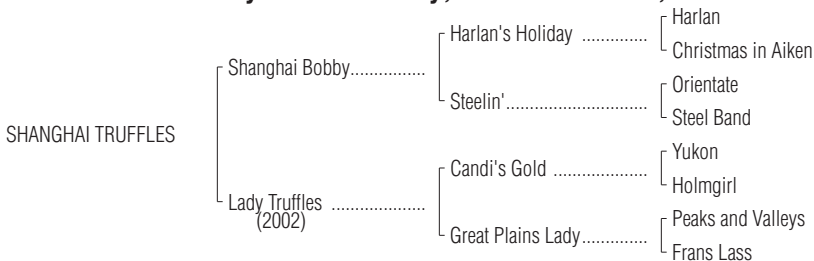 Harlan
Harlan's Holiday ..............
Christmas in Aiken
Shanghai Bobby................
Orientate
Steelin'..............................
Steel Band
SHANGHAI TRUFFLES
Yukon
Candi's Gold ....................
Holmgirl
Lady Truffles ....................
(2002)
Peaks and Valleys
Great Plains Lady..............
Frans Lass